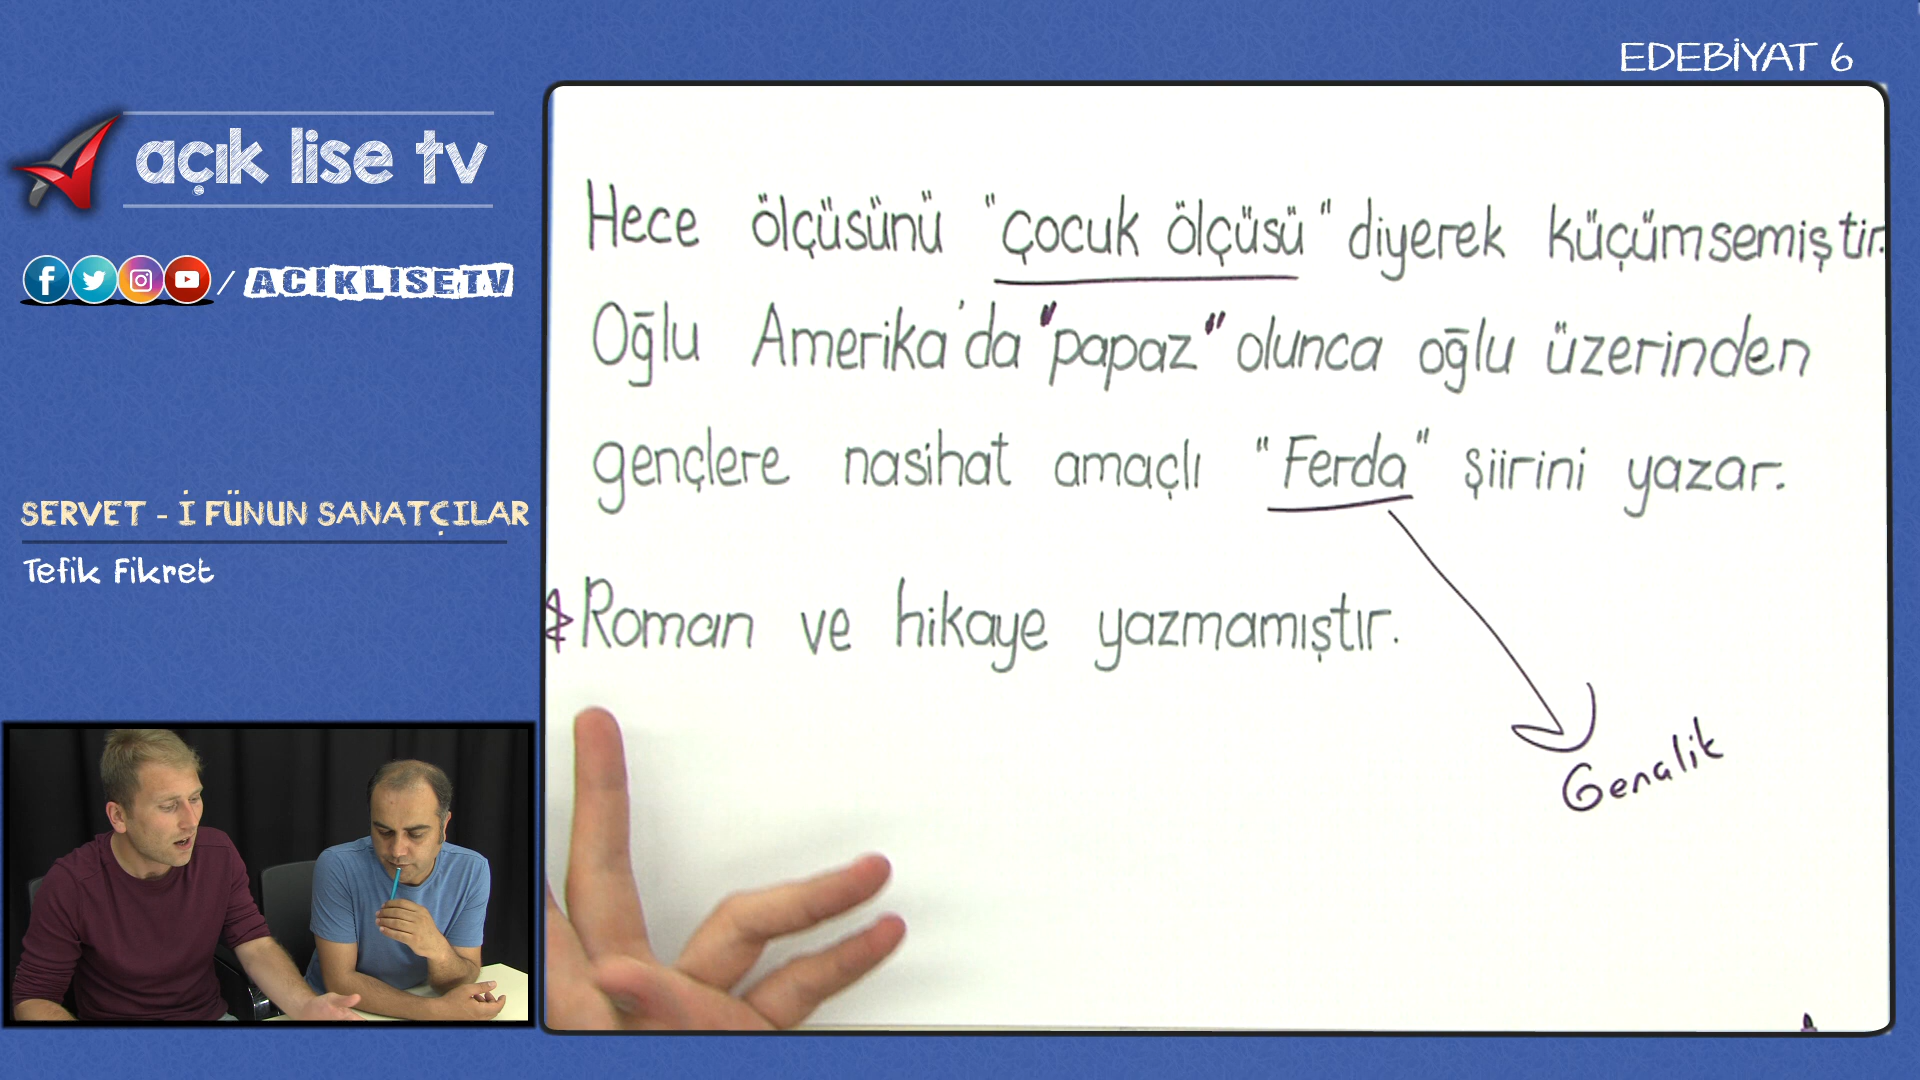 EDEBİYAT 6
açık lise tv
/ ACIKLISETV
SERVET - İ FÜNUN SANATÇILAR
Tefik Fikret
Hece ölçüsünü "çocuk ölçüsü" diyerek küçümsemiştir.
Oğlu Amerika'da "papaz" olunca oğlu üzerinden
gençlere nasihat amaçlı "Ferda" şiirini yazar.
Roman ve hikaye yazmamıştır.
Genalik